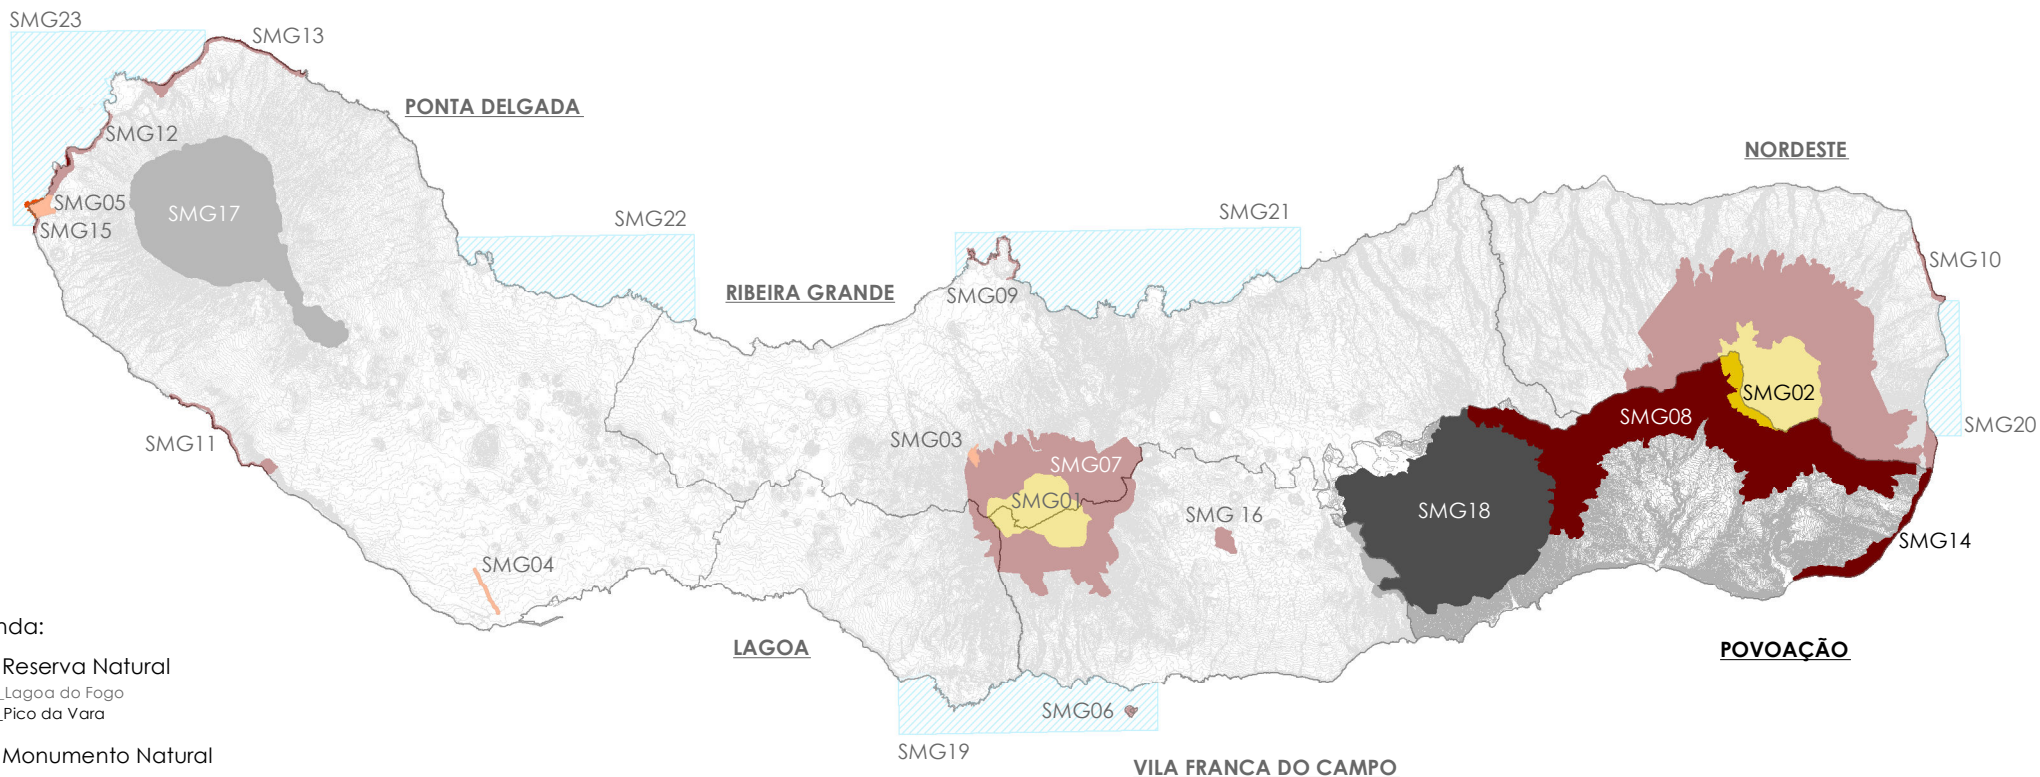 SMG23
SMG13
PONTA DELGADA
SMG12
NORDESTE
SMG05
SMG17
SMG15
SMG22
SMG21
SMG10
RIBEIRA GRANDE
SMG09
SMG02
SMG08
SMG20
SMG11
SMG03
SMG07
SMG01
SMG 16
SMG18
SMG14
SMG04
nda:
LAGOA
POVOAÇÃO
Reserva Natural
_Lagoa do Fogo
_Pico da Vara
SMG06
Monumento Natural
SMG19
VILA FRANCA DO CAMPO